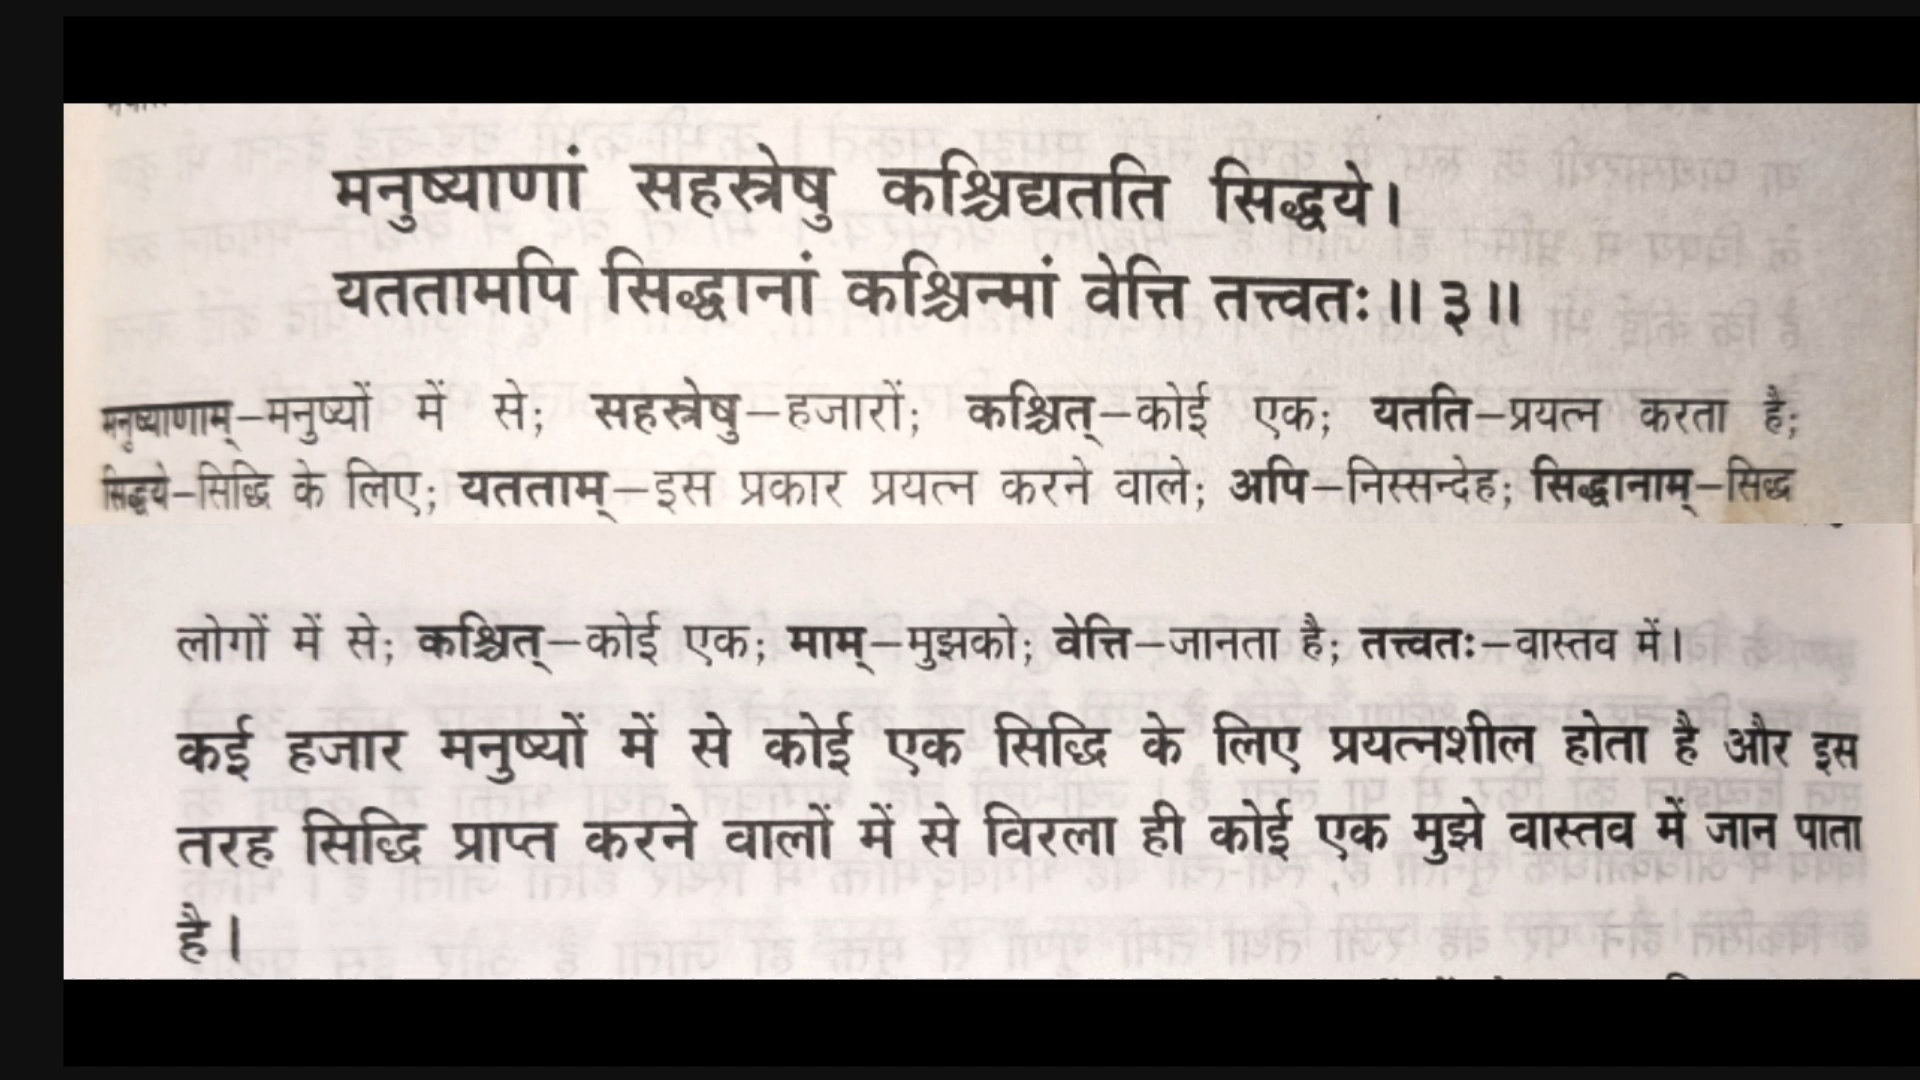 मनुष्याणां सहस्त्रेषु कश्चिद्यतति सिद्धये।
यततामपि सिद्धानां कश्चिन्मां वेत्ति तत्त्वतः॥३॥
मनुष्याणाम्–मनुष्यों में से; सहस्त्रेषु–हजारों; कश्चित्–कोई एक; यतति–प्रयत्न करता है;
सिद्धये–सिद्धि के लिए; यतताम्–इस प्रकार प्रयत्न करने वाले; अपि–निस्सन्देह; सिद्धानाम्–सिद्ध
लोगों में से; कश्चित्–कोई एक; माम्–मुझको; वेत्ति–जानता है; तत्त्वतः–वास्तव में।
कई हजार मनुष्यों में से कोई एक सिद्धि के लिए प्रयत्नशील होता है और इस
तरह सिद्धि प्राप्त करने वालों में से विरला ही कोई एक मुझे वास्तव में जान पाता
है।